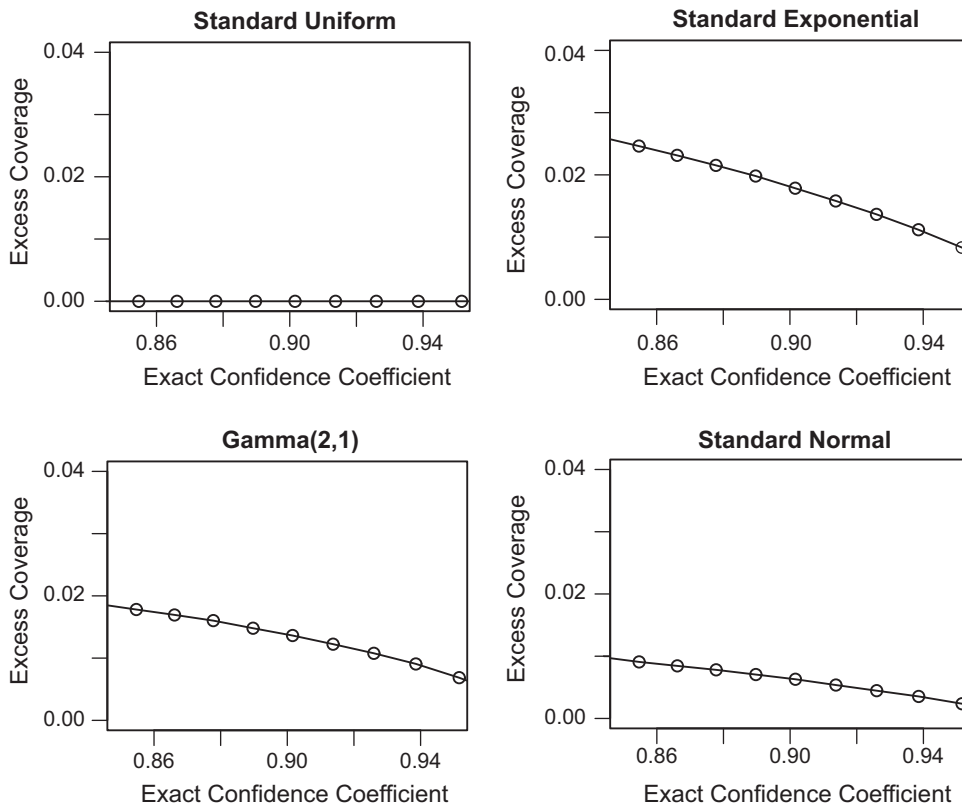 Standard Uniform
Excess Coverage
0.04
0.02
0.00
0.86
0.90
0.94
Exact Confidence Coefficient
Standard Exponential
Excess Coverage
0.04
0.02
0.00
0.86
0.90
0.94
Exact Confidence Coefficient
Gamma(2,1)
Excess Coverage
0.04
0.02
0.00
0.86
0.90
0.94
Exact Confidence Coefficient
Standard Normal
Excess Coverage
0.04
0.02
0.00
0.86
0.90
0.94
Exact Confidence Coefficient